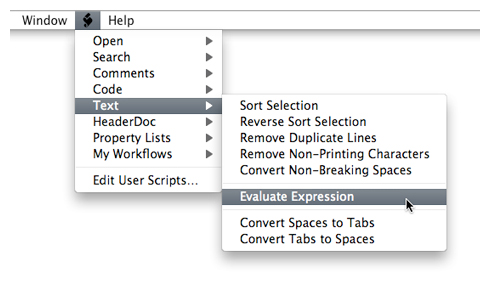 Window Help
Open
Search
Comments
Code
Text
HeaderDoc
Property Lists
My Workflows
Edit User Scripts...
Sort Selection
Reverse Sort Selection
Remove Duplicate Lines
Remove Non-Printing Characters
Convert Non-Breaking Spaces
Evaluate Expression
Convert Spaces to Tabs
Convert Tabs to Spaces